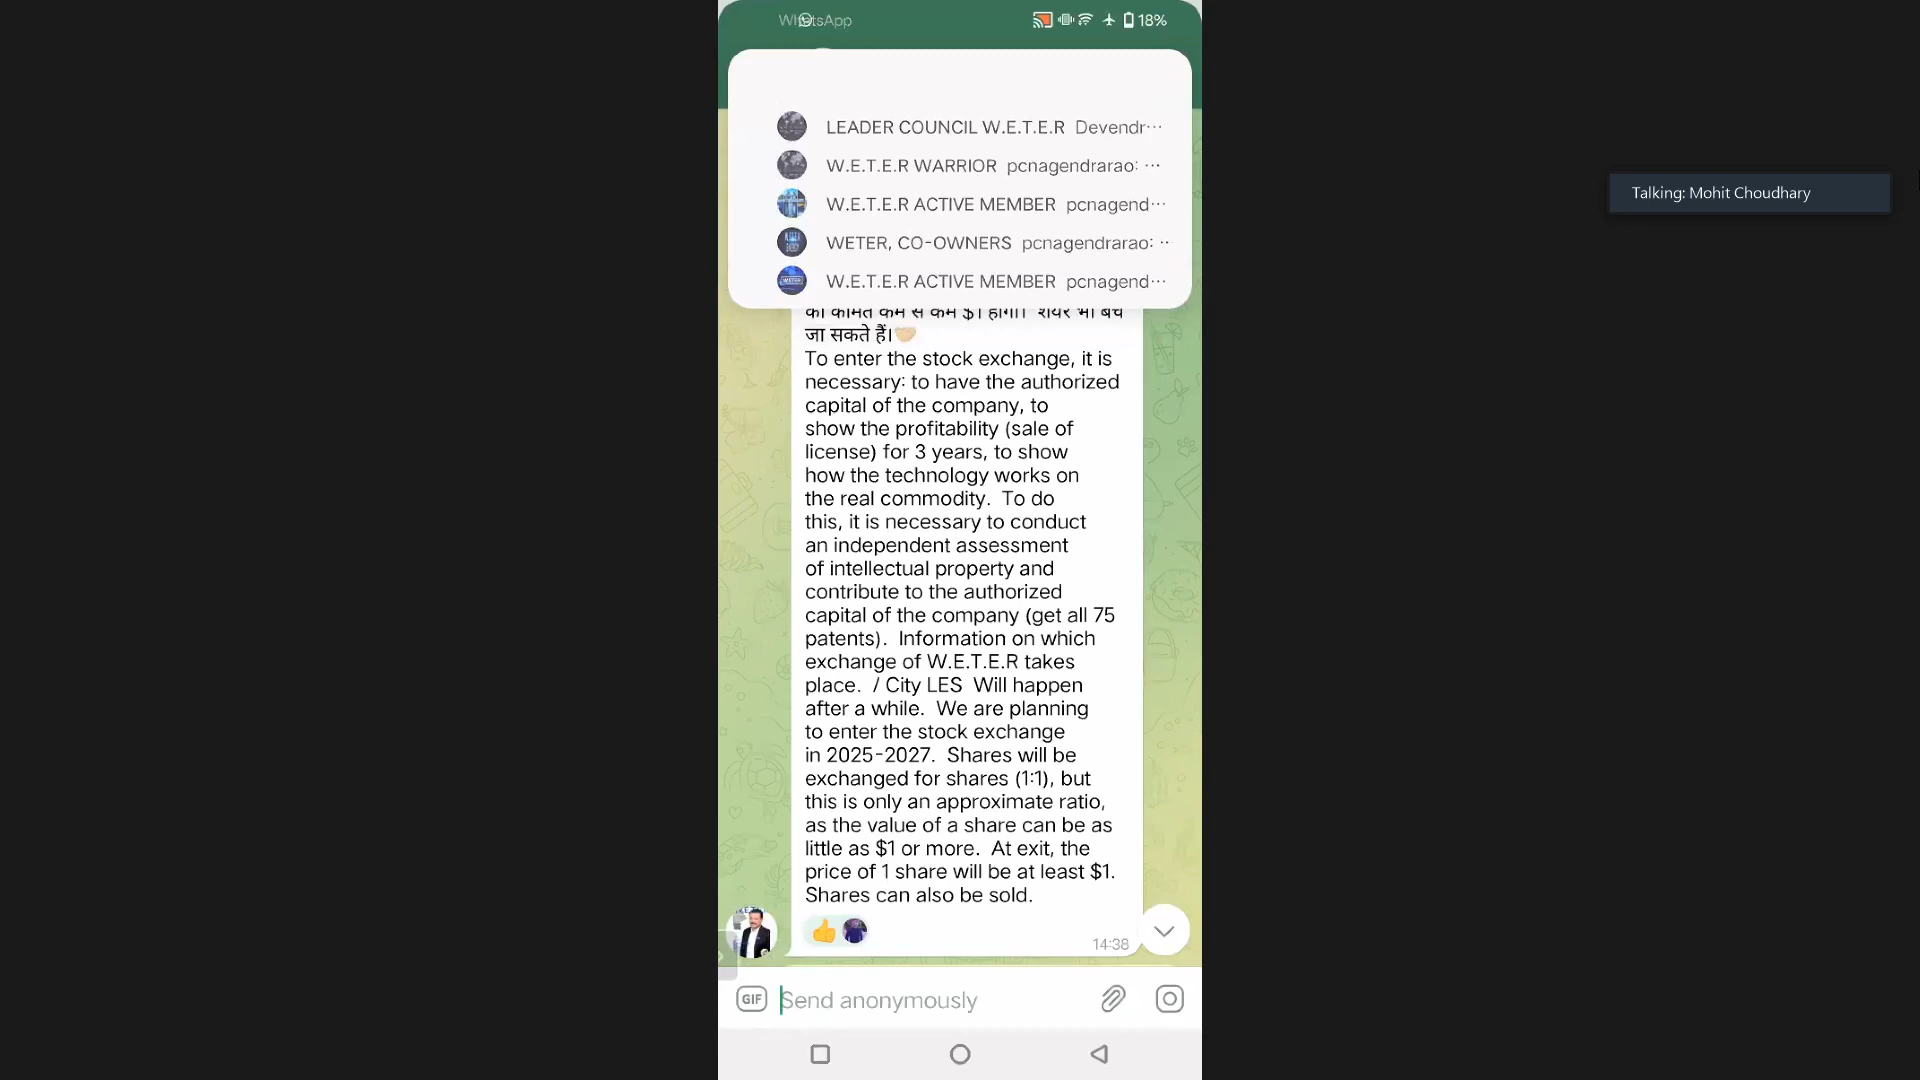 WhatsApp
18%
LEADER COUNCIL W.E.T.E.R Devendr…
W.E.T.E.R WARRIOR pcnagendrarao: …
W.E.T.E.R ACTIVE MEMBER pcnagend…
WETER, CO-OWNERS pcnagendrarao: ..
W.E.T.E.R ACTIVE MEMBER pcnagend…
Talking: Mohit Choudhary
की कीमत कम से कम $1 होगी। शेयर भी बेचे
जा सकते हैं।🤝🏻
To enter the stock exchange, it is
necessary: to have the authorized
capital of the company, to
show the profitability (sale of
license) for 3 years, to show
how the technology works on
the real commodity. To do
this, it is necessary to conduct
an independent assessment
of intellectual property and
contribute to the authorized
capital of the company (get all 75
patents). Information on which
exchange of W.E.T.E.R takes
place. / City LES Will happen
after a while. We are planning
to enter the stock exchange
in 2025-2027. Shares will be
exchanged for shares (1:1), but
this is only an approximate ratio,
as the value of a share can be as
little as $1 or more. At exit, the
price of 1 share will be at least $1.
Shares can also be sold.
14:38
GIF
Send anonymously